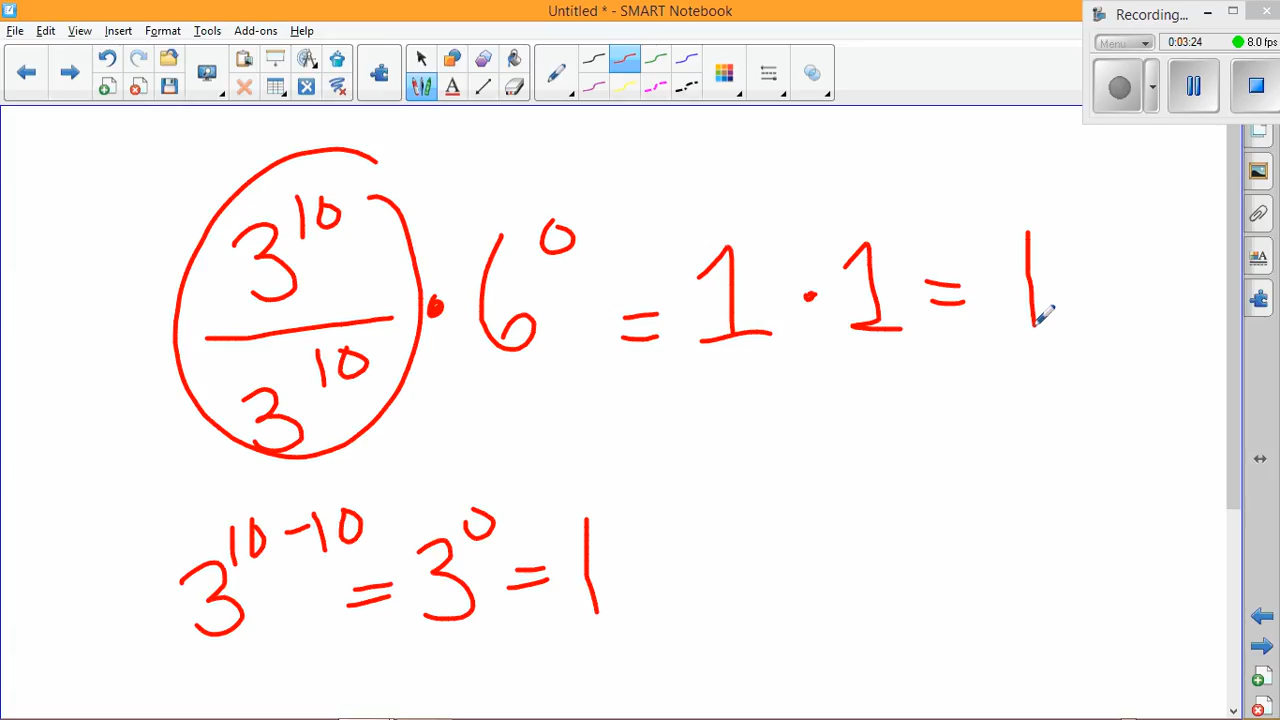 Untitled * - SMART Notebook
Recording...
File Edit View Insert Format Tools Add-ons Help
Menu 0:03:24 8.0 fps
3^10 / 3^10 · 6^0 = 1 · 1 = 1
3^10-10 = 3^0 = 1